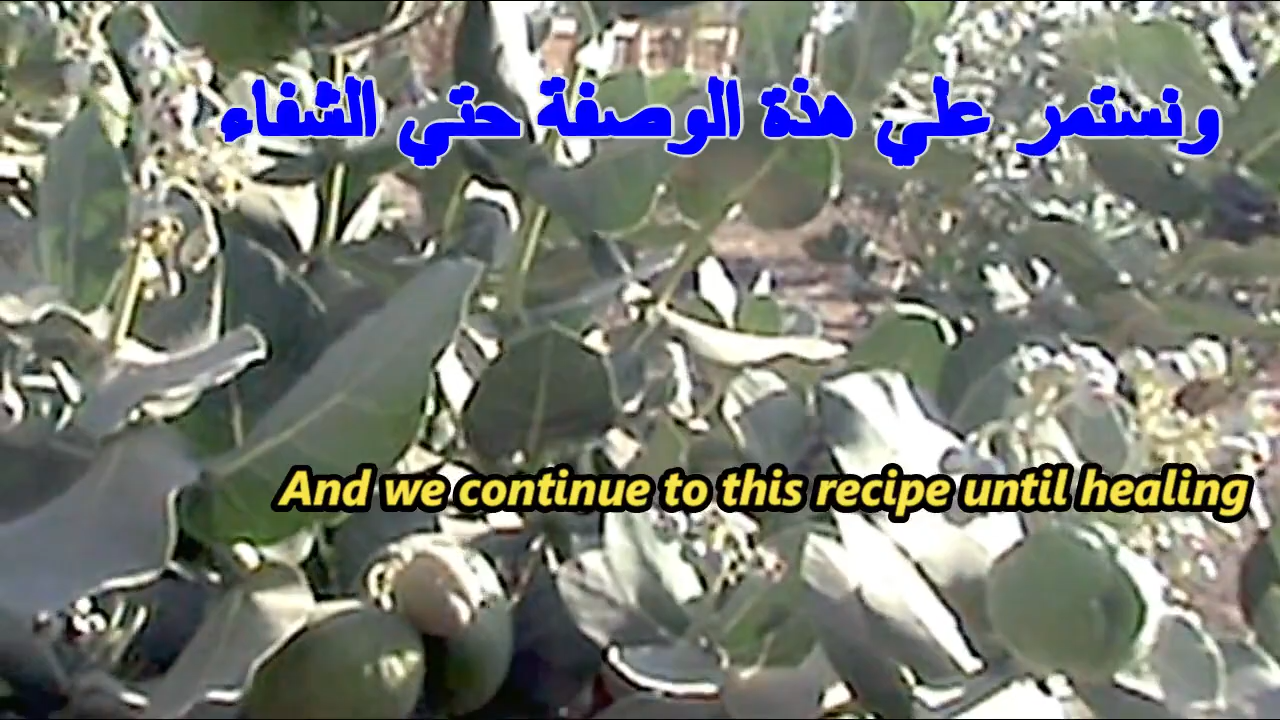 ونستمر علي هذة الوصفة حتي الشفاء
And we continue to this recipe until healing